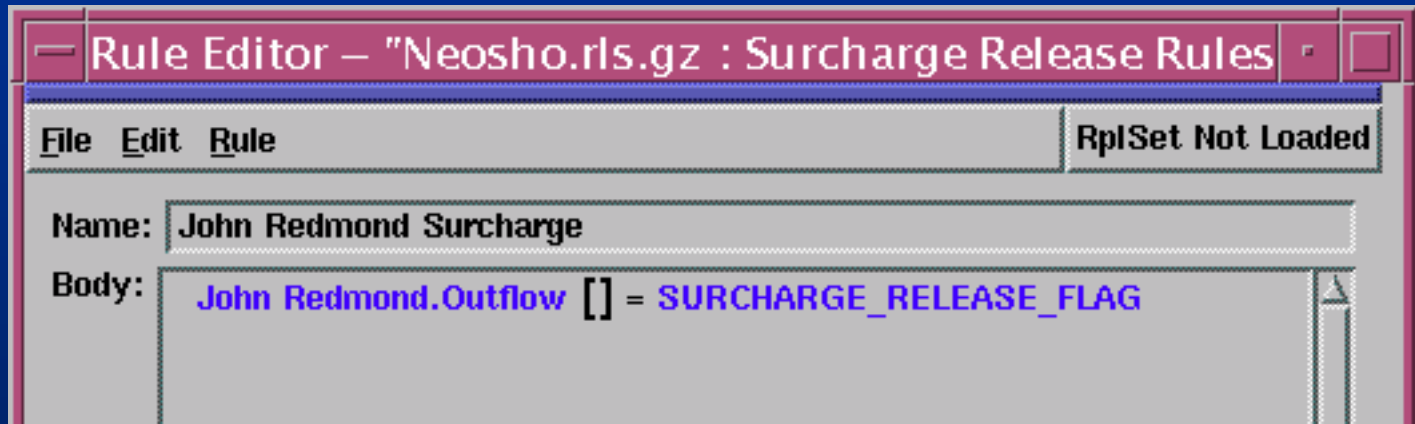 Rule Editor – "Neosho.rls.gz : Surcharge Release Rules
File Edit Rule RplSet Not Loaded
Name: John Redmond Surcharge
Body: John Redmond.Outflow [] = SURCHARGE_RELEASE_FLAG